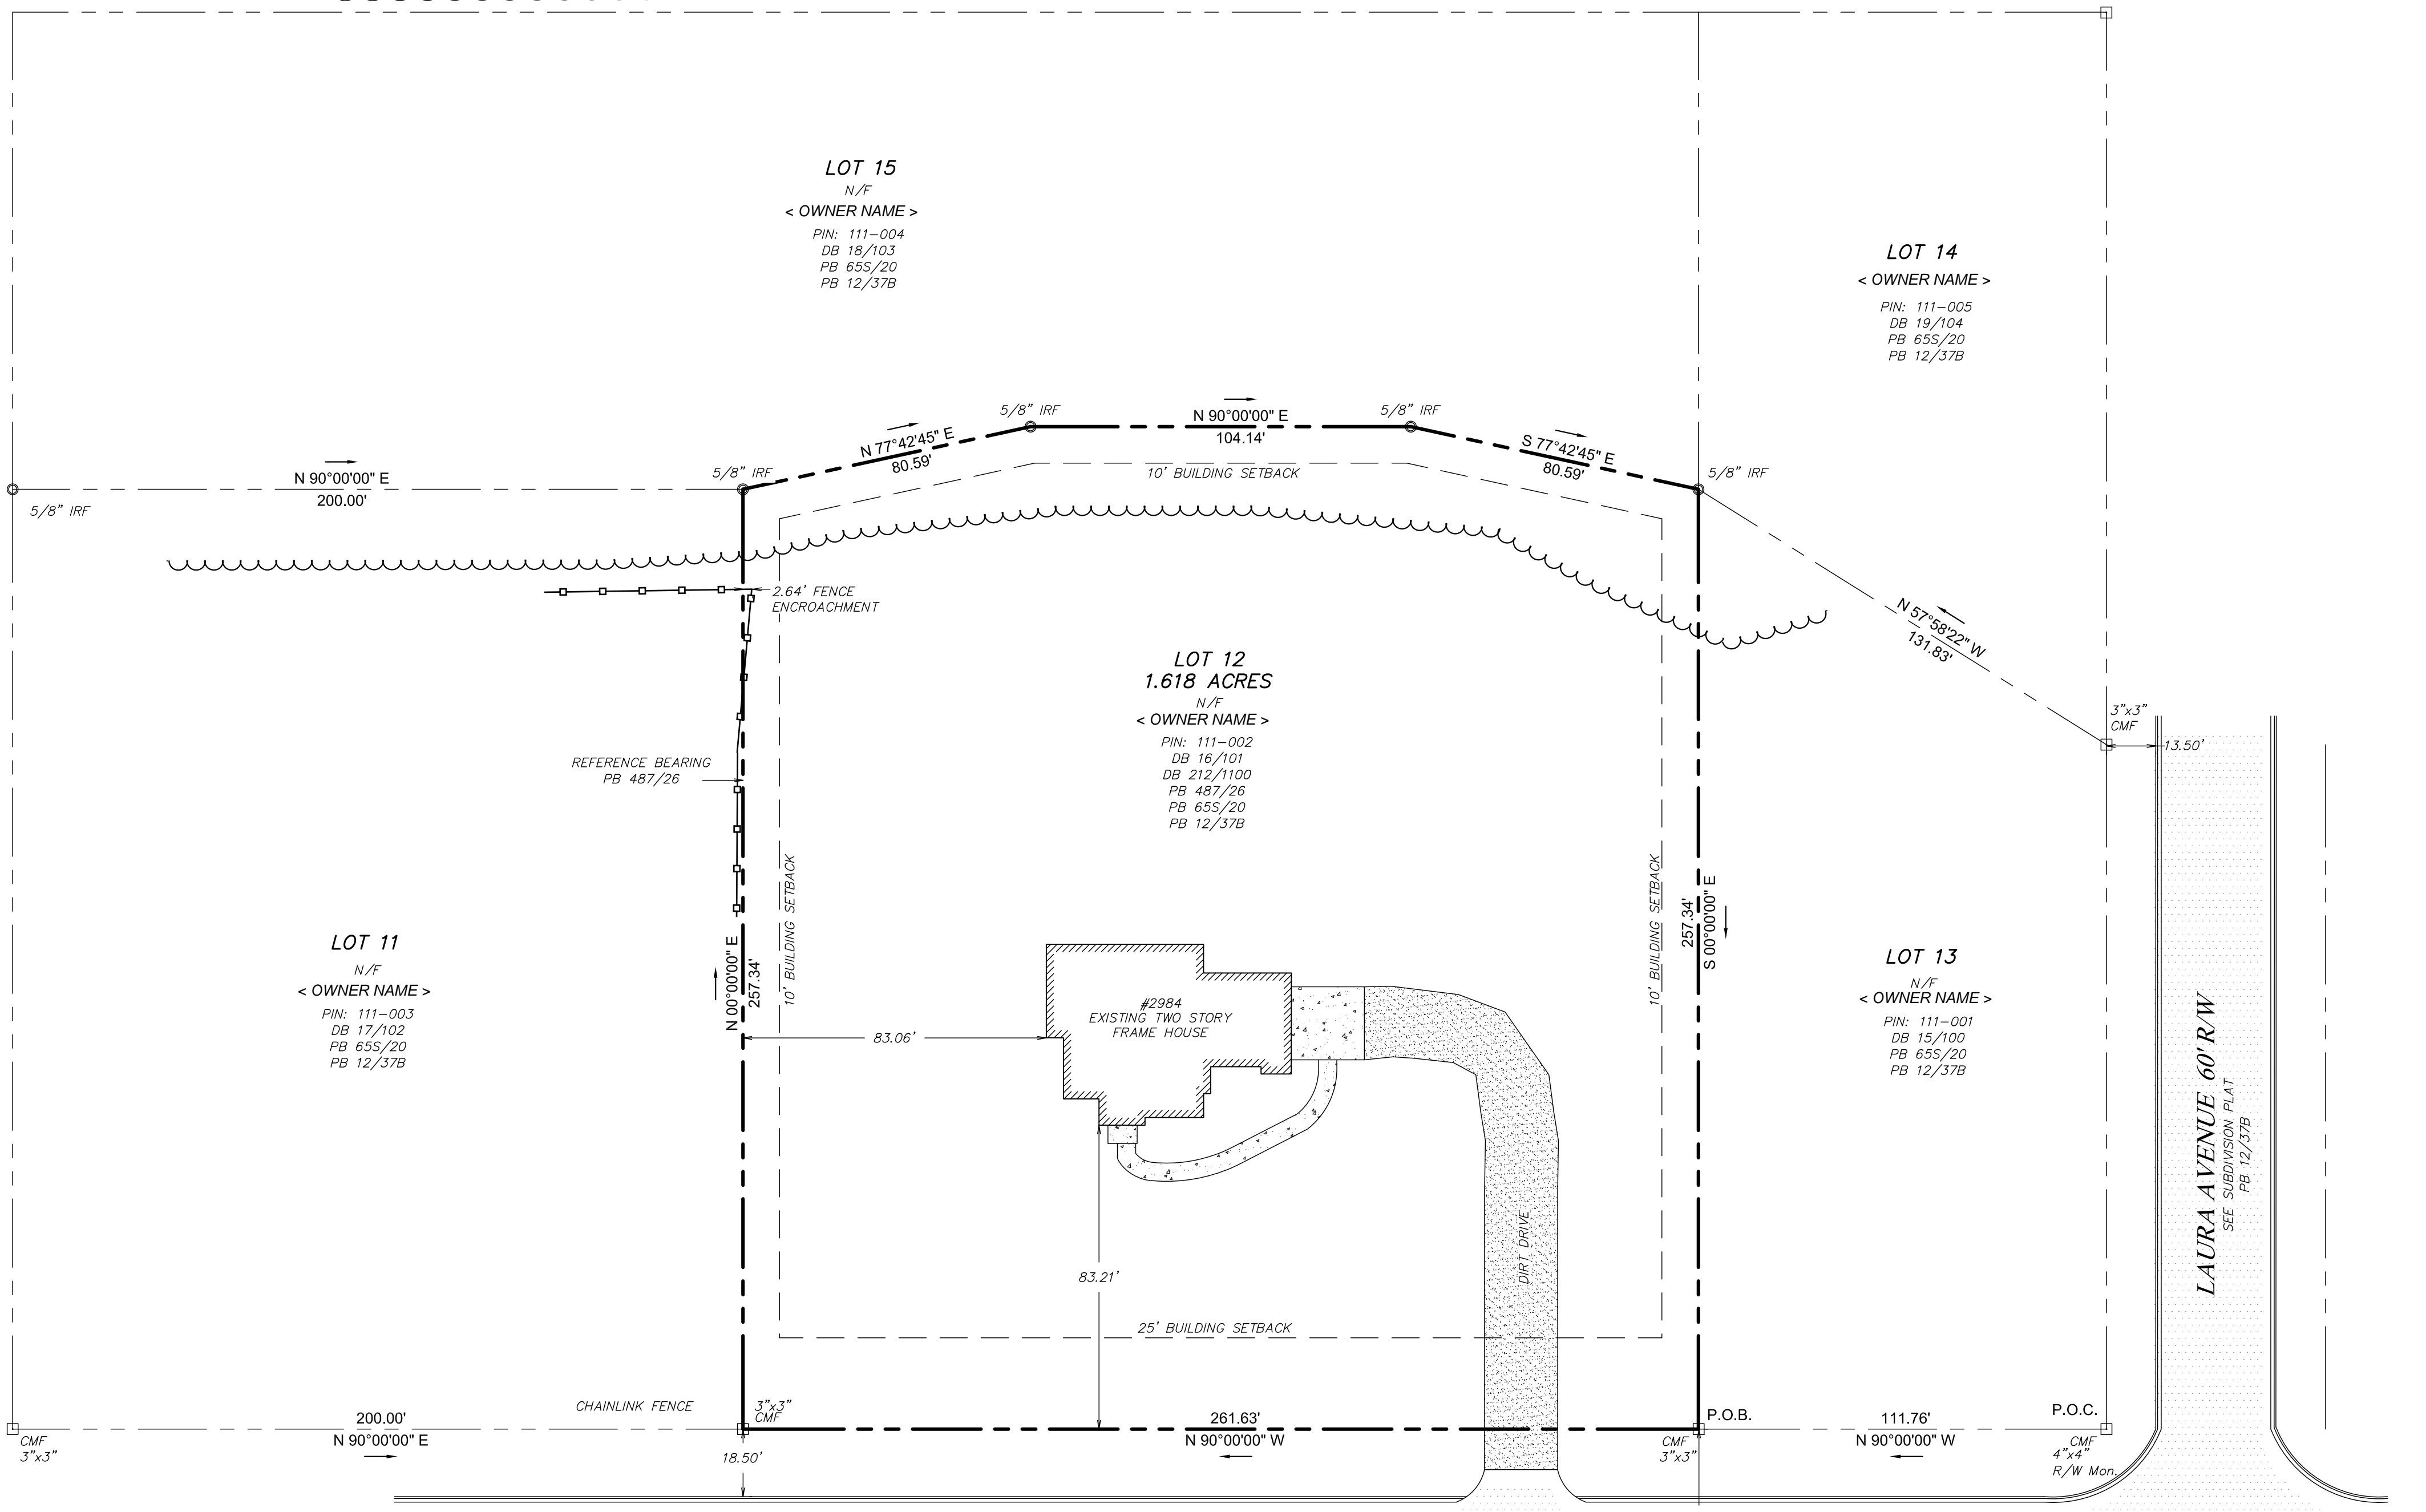 LOT 15
N/F
< OWNER NAME >
PIN: 111-004
DB 18/103
PB 65S/20
PB 12/37B
LOT 14
< OWNER NAME >
PIN: 111-005
DB 19/104
PB 65S/20
PB 12/37B
5/8" IRF
N 90°00'00" E
200.00'
5/8" IRF
N 77°42'45" E
80.59'
5/8" IRF
N 90°00'00" E
104.14'
5/8" IRF
S 77°42'45" E
80.59'
5/8" IRF
10' BUILDING SETBACK
N 57°58'22" W
131.83'
3"x3"
CMF
13.50'
2.64' FENCE
ENCROACHMENT
REFERENCE BEARING
PB 487/26
LOT 12
1.618 ACRES
N/F
< OWNER NAME >
PIN: 111-002
DB 16/101
DB 212/1100
PB 487/26
PB 65S/20
PB 12/37B
LOT 11
N/F
< OWNER NAME >
PIN: 111-003
DB 17/102
PB 65S/20
PB 12/37B
N 00°00'00" E
257.34'
10' BUILDING SETBACK
83.06'
#2984
EXISTING TWO STORY
FRAME HOUSE
83.21'
DIRT DRIVE
10' BUILDING SETBACK
257.34'
S 00°00'00" E
LOT 13
N/F
< OWNER NAME >
PIN: 111-001
DB 15/100
PB 65S/20
PB 12/37B
LAURA AVENUE 60' R/W
SEE SUBDIVISION PLAT
PB 12/37B
25' BUILDING SETBACK
CHAINLINK FENCE
3"x3"
CMF
CMF
3"x3"
200.00'
N 90°00'00" E
18.50'
261.63'
N 90°00'00" W
CMF
3"x3"
P.O.B.
111.76'
N 90°00'00" W
P.O.C.
CMF
4"x4"
R/W Mon.